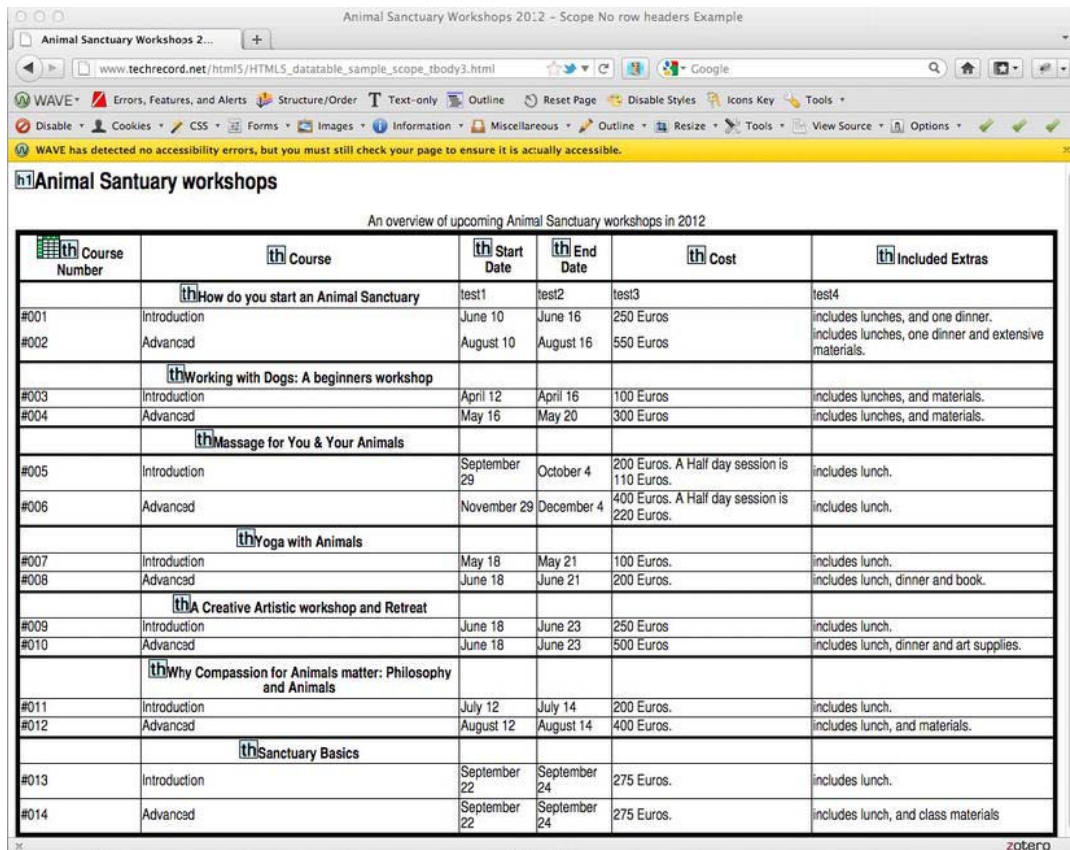 Animal Sanctuary Workshops 2012 – Scope No row headers Example
Animal Sanctuary Workshops 2...
www.techrecord.net/html5/HTML5_datatable_sample_scope_tbody3.html Google
WAVE Errors, Features, and Alerts Structure/Order T Text-only Outline Reset Page Disable Styles Icons Key Tools
Disable Cookies CSS Forms Images Information Miscellaneous Outline Resize Tools View Source Options
WAVE has detected no accessibility errors, but you must still check your page to ensure it is actually accessible.
h1 Animal Santuary workshops
An overview of upcoming Animal Sanctuary workshops in 2012
th Course Number th Course th Start Date th End Date th Cost th Included Extras
th How do you start an Animal Sanctuary test1 test2 test3 test4
#001 Introduction June 10 June 16 250 Euros includes lunches, and one dinner.
#002 Advanced August 10 August 16 550 Euros includes lunches, one dinner and extensive materials.
th Working with Dogs: A beginners workshop
#003 Introduction April 12 April 16 100 Euros includes lunches, and materials.
#004 Advanced May 16 May 20 300 Euros includes lunches, and materials.
th Massage for You & Your Animals
#005 Introduction September 29 October 4 200 Euros. A Half day session is 110 Euros. includes lunch.
#006 Advanced November 29 December 4 400 Euros. A Half day session is 220 Euros. includes lunch.
th Yoga with Animals
#007 Introduction May 18 May 21 100 Euros. includes lunch.
#008 Advanced June 18 June 21 200 Euros. includes lunch, dinner and book.
th A Creative Artistic workshop and Retreat
#009 Introduction June 18 June 23 250 Euros includes lunch.
#010 Advanced June 18 June 23 500 Euros includes lunch, dinner and art supplies.
th Why Compassion for Animals matter: Philosophy and Animals
#011 Introduction July 12 July 14 200 Euros. includes lunch.
#012 Advanced August 12 August 14 400 Euros. includes lunch, and materials.
th Sanctuary Basics
#013 Introduction September 22 September 24 275 Euros. includes lunch.
#014 Advanced September 22 September 24 275 Euros. includes lunch, and class materials
zotero